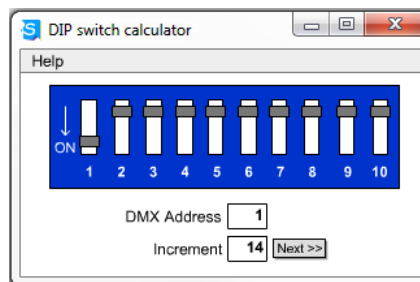 DIP switch calculator
Help
ON
1 2 3 4 5 6 7 8 9 10
DMX Address 1
Increment 14 Next >>